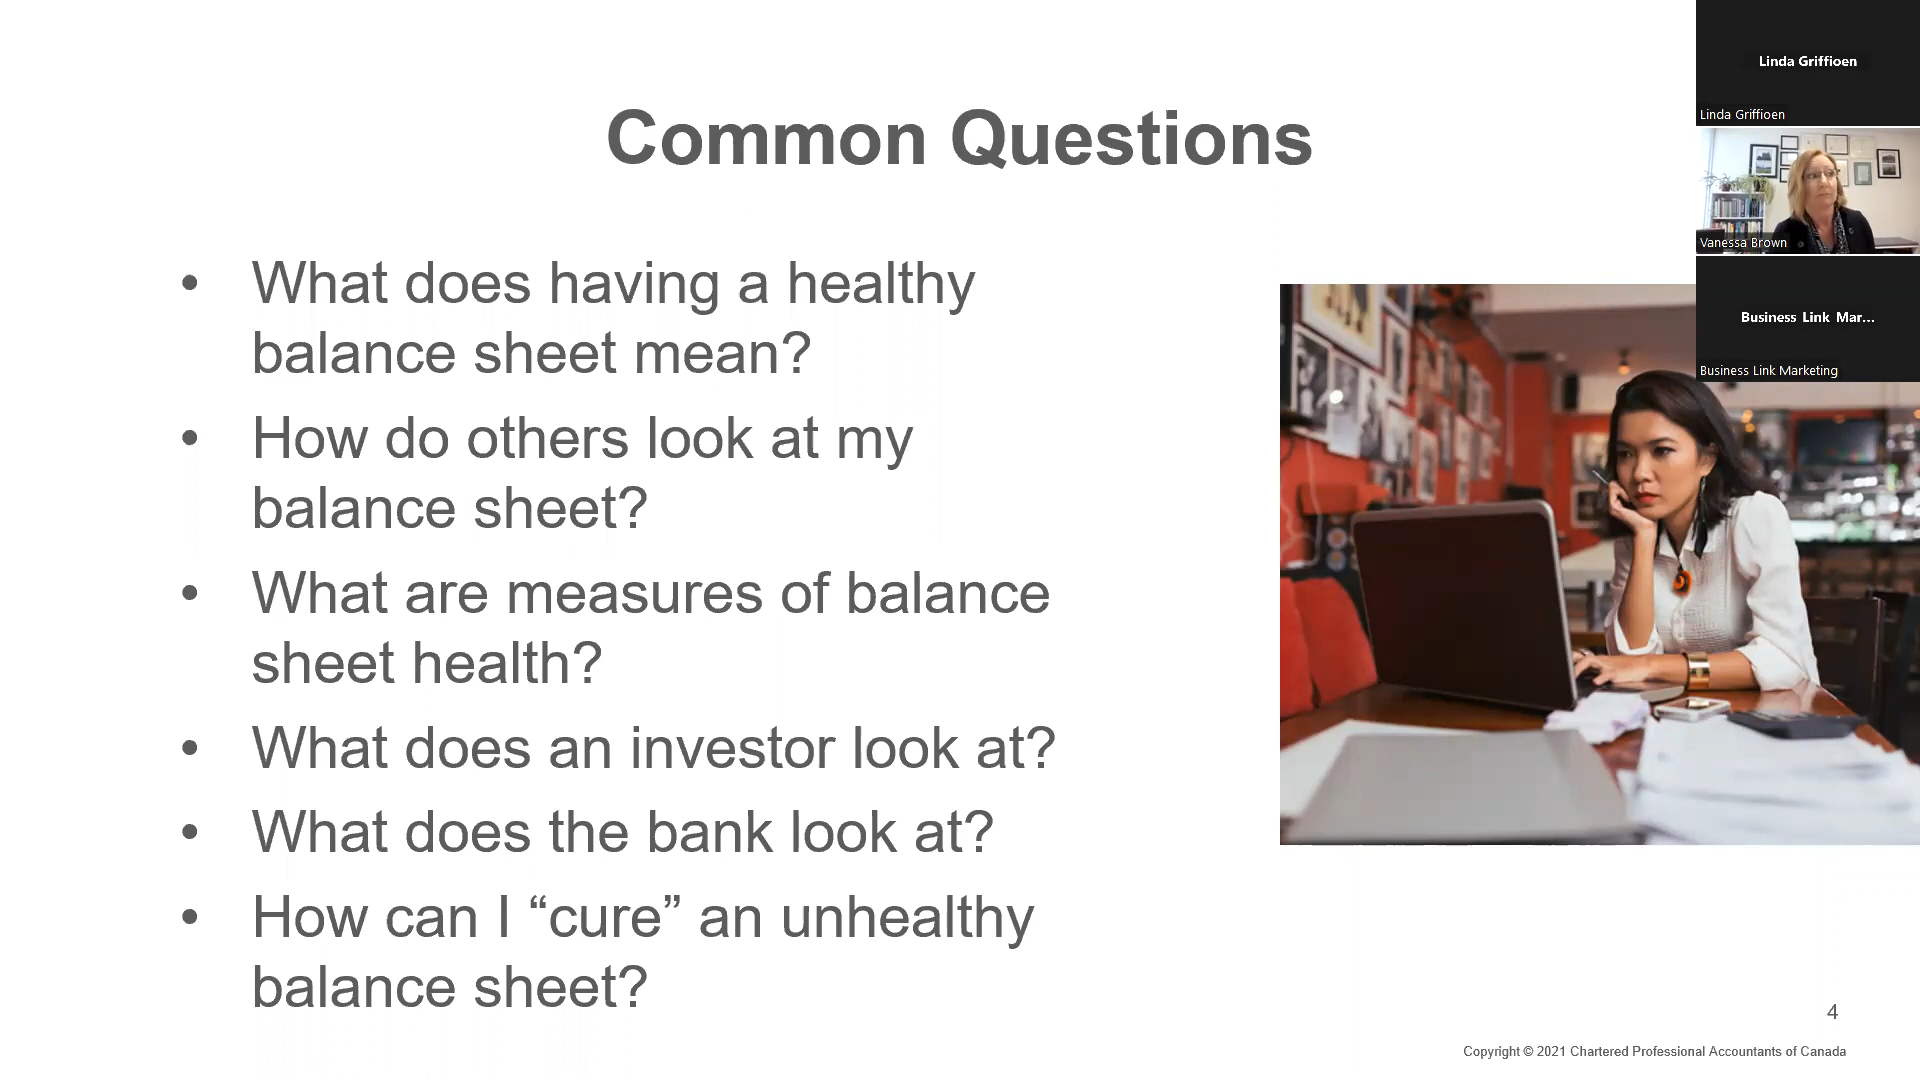 Common Questions
• What does having a healthy
balance sheet mean?
• How do others look at my
balance sheet?
• What are measures of balance
sheet health?
• What does an investor look at?
• What does the bank look at?
• How can I “cure” an unhealthy
balance sheet?
Linda Griffioen
Linda Griffioen
Vanessa Brown
Business Link Mar...
Business Link Marketing
4
Copyright © 2021 Chartered Professional Accountants of Canada